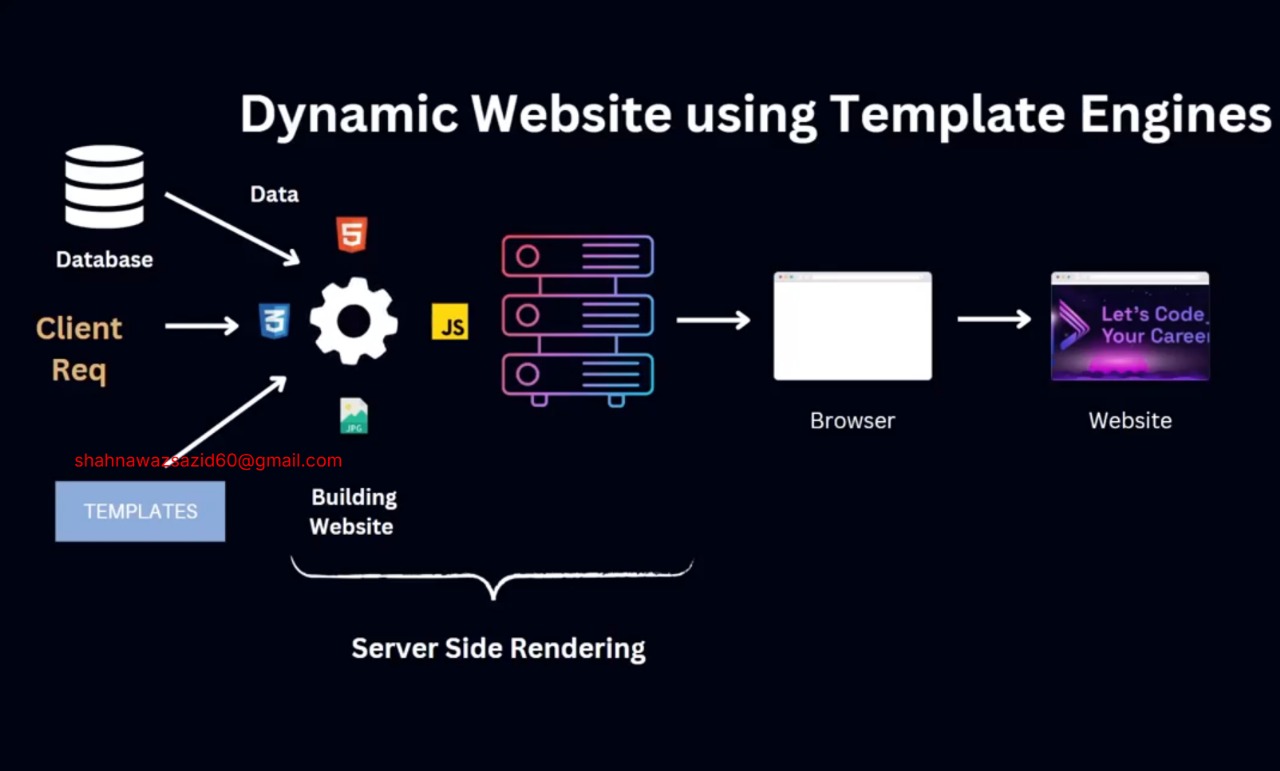 Dynamic Website using Template Engines
Data
5
Database
Client
Req
3
JS
JPG
Let's Code
Your Career
Browser
Website
shahnawazsazid60@gmail.com
TEMPLATES
Building
Website
Server Side Rendering